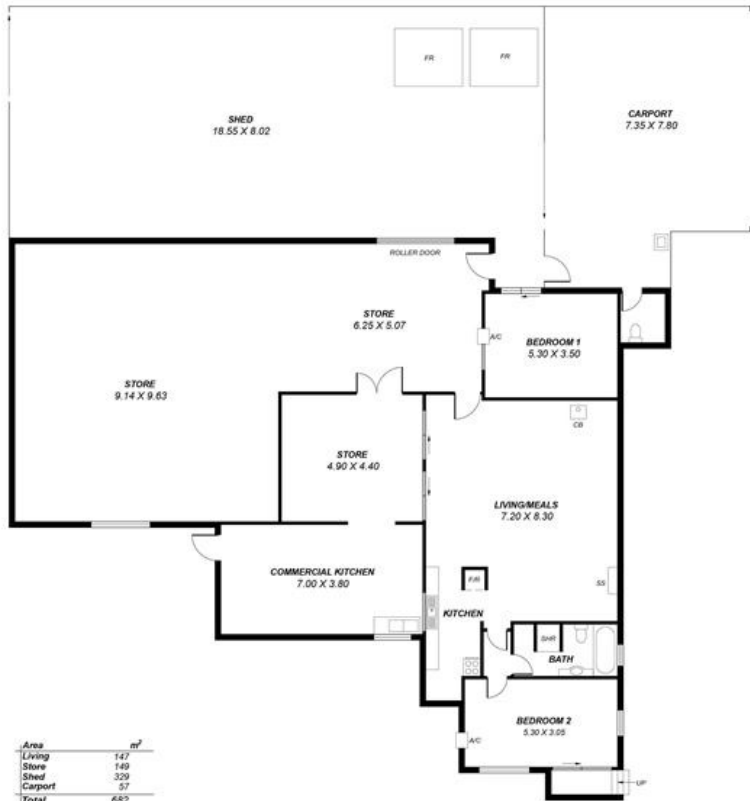 FR
FR
SHED
18.55 X 8.02
CARPORT
7.35 X 7.80
ROLLER DOOR
STORE
6.25 X 5.07
A/C
BEDROOM 1
5.30 X 3.50
STORE
9.14 X 9.63
CB
STORE
4.90 X 4.40
LIVING/MEALS
7.20 X 8.30
COMMERCIAL KITCHEN
7.00 X 3.80
F/R
SS
KITCHEN
SHR
BATH
BEDROOM 2
5.30 X 3.05
A/C
UP
Area m²
Living 147
Store 149
Shed 329
Carport 57
Total 682